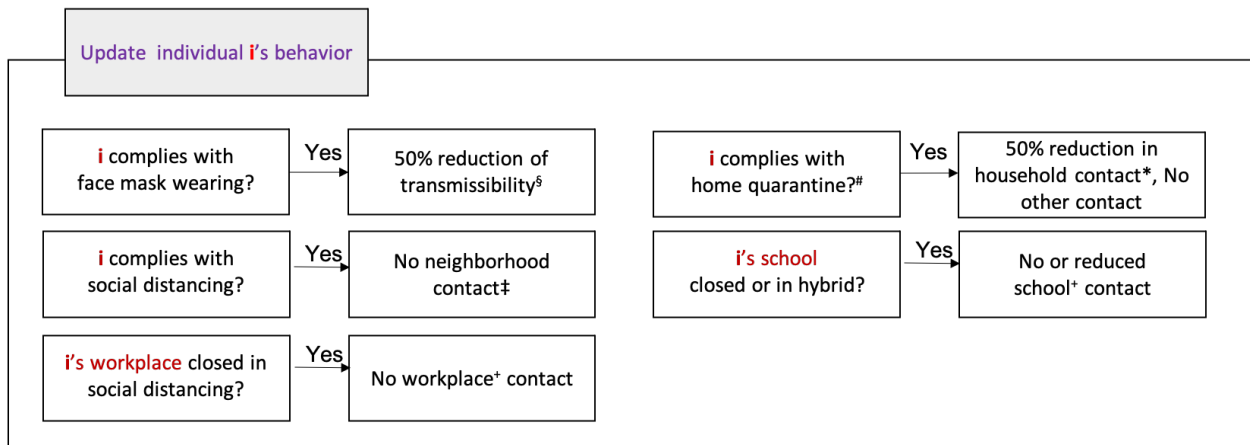 Update individual i's behavior
i complies with
face mask wearing?
Yes
50% reduction of
transmissibility§
i complies with
home quarantine?#
Yes
50% reduction in
household contact*, No
other contact
i complies with
social distancing?
Yes
No neighborhood
contact‡
i's school
closed or in hybrid?
Yes
No or reduced
school+ contact
i's workplace closed in
social distancing?
Yes
No workplace+ contact